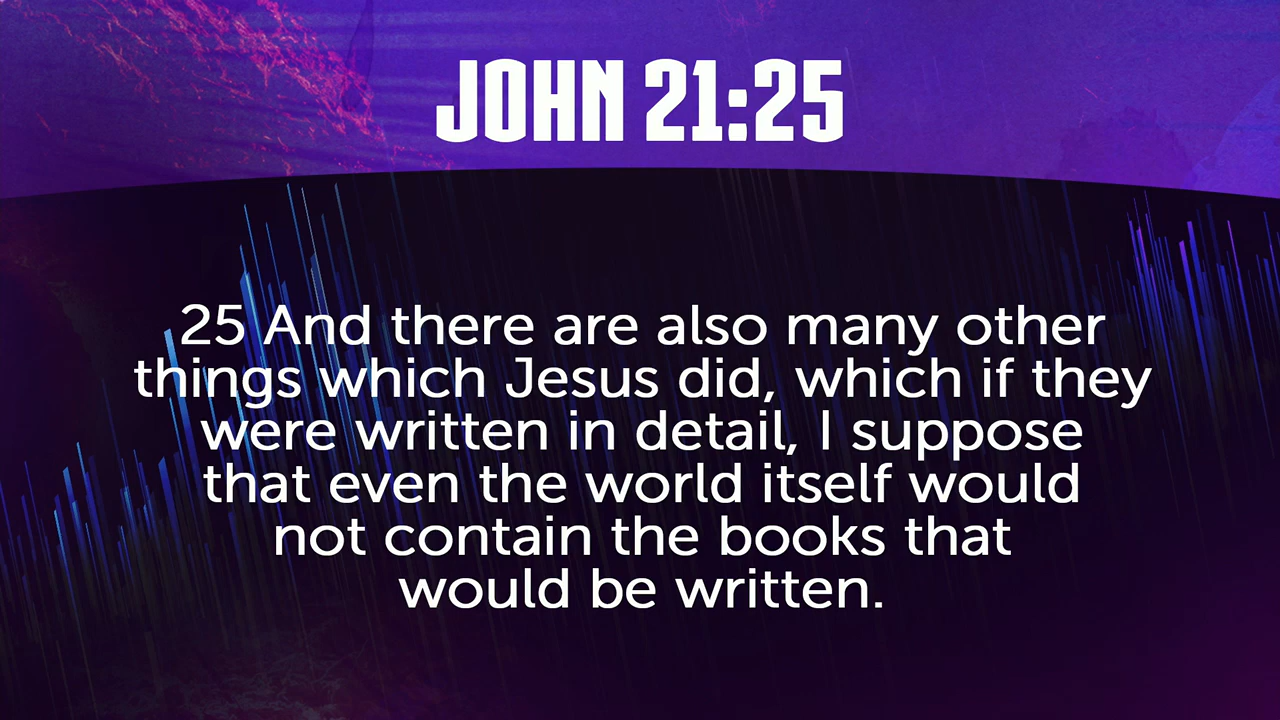 JOHN 21:25
25 And there are also many other
things which Jesus did, which if they
were written in detail, I suppose
that even the world itself would
not contain the books that
would be written.